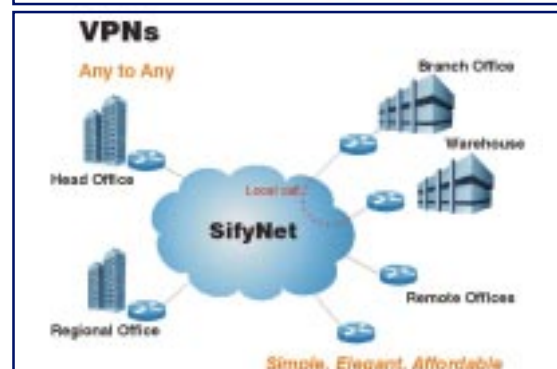 VPNs
Any to Any
Branch Office
Warehouse
Head Office
Local call
SifyNet
Remote Offices
Regional Office
Simple, Elegant, Affordable